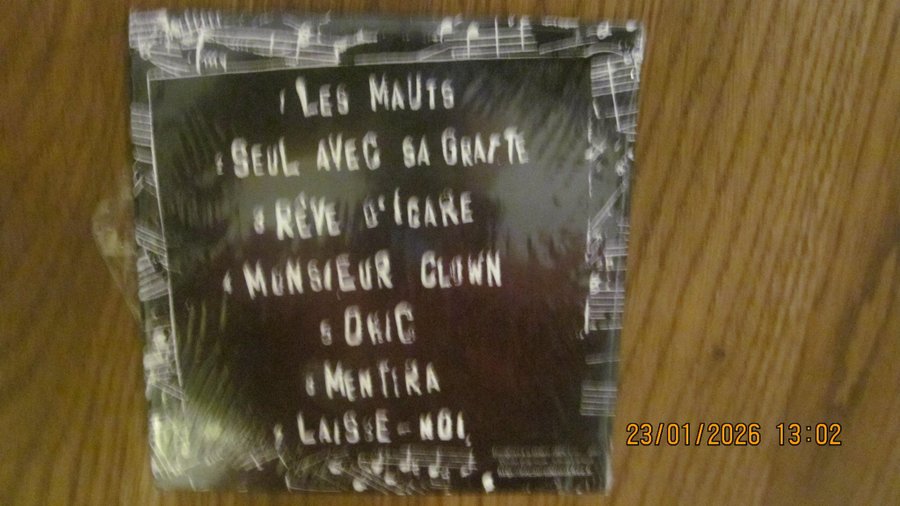 1 LES MAUTS
2 SEUL AVEC SA GRATTE
3 RÊVE D'ICARE
4 MONSIEUR CLOWN
5
6 MENTIRA
7 LAISSE-MOI
23/01/2026 13:02